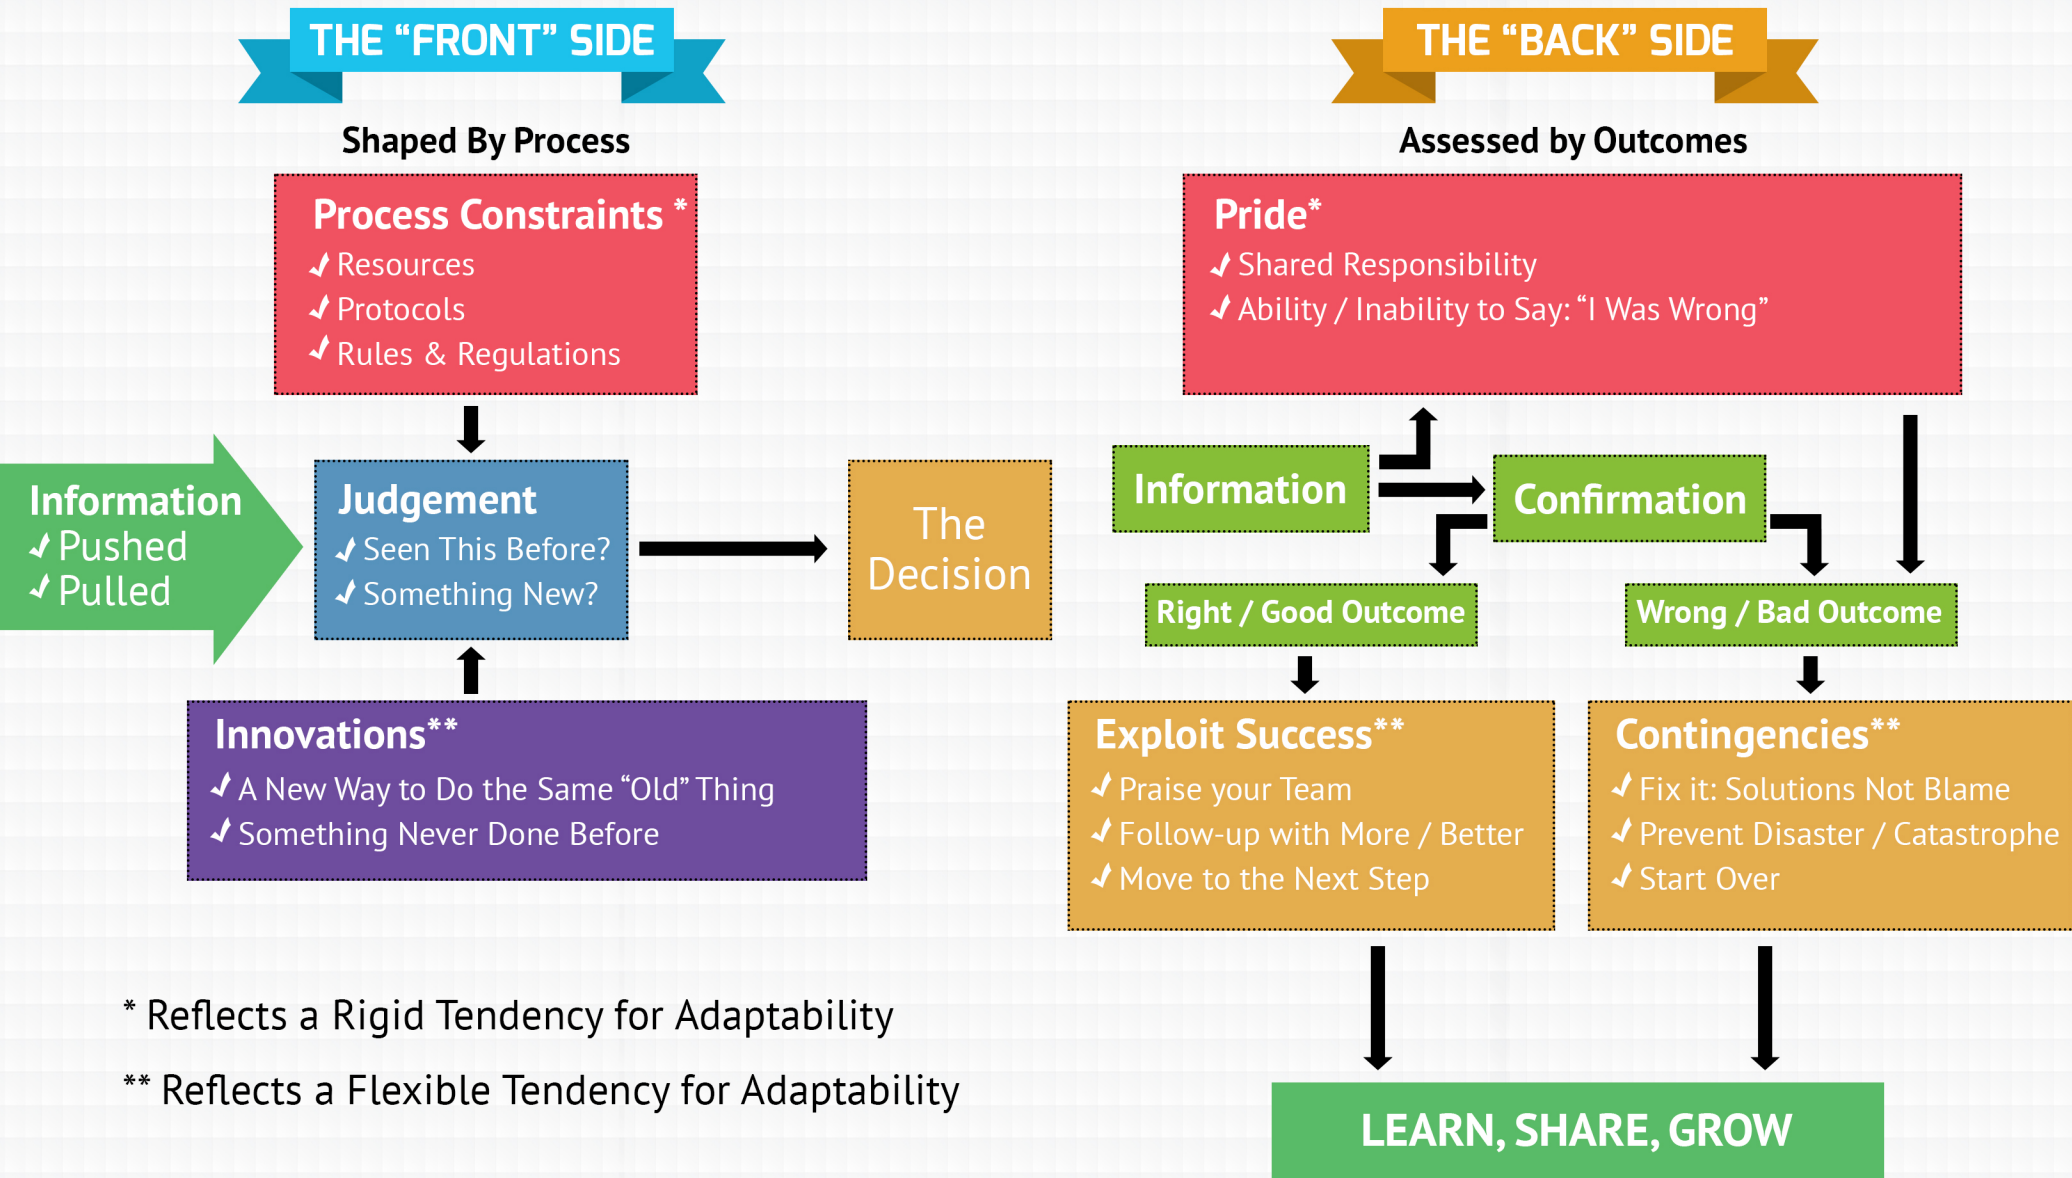 THE “FRONT” SIDE
Shaped By Process
Process Constraints *
Resources
Protocols
Rules & Regulations
Information
Pushed
Pulled
Judgement
Seen This Before?
Something New?
The
Decision
Innovations**
A New Way to Do the Same “Old” Thing
Something Never Done Before
* Reflects a Rigid Tendency for Adaptability
** Reflects a Flexible Tendency for Adaptability
THE “BACK” SIDE
Assessed by Outcomes
Pride*
Shared Responsibility
Ability / Inability to Say: “I Was Wrong”
Information
Confirmation
Right / Good Outcome
Wrong / Bad Outcome
Exploit Success**
Praise your Team
Follow-up with More / Better
Move to the Next Step
Contingencies**
Fix it: Solutions Not Blame
Prevent Disaster / Catastrophe
Start Over
LEARN, SHARE, GROW